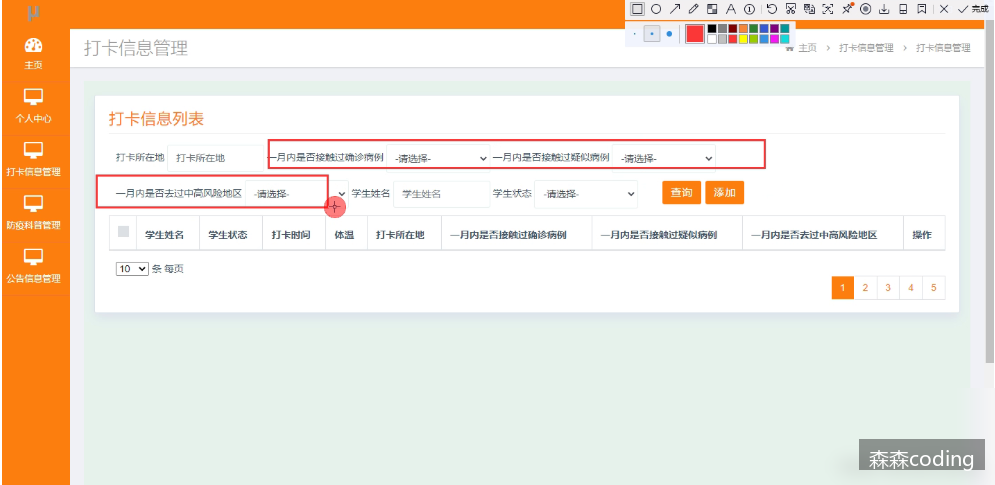 μ
完成
主页
个人中心
打卡信息管理
防疫科普管理
公告信息管理
打卡信息管理
主页 > 打卡信息管理 > 打卡信息管理
打卡信息列表
打卡所在地 打卡所在地 一月内是否接触过确诊病例 -请选择- 一月内是否接触过疑似病例 -请选择-
一月内是否去过中高风险地区 -请选择- 学生姓名 学生姓名 学生状态 -请选择- 查询 添加
学生姓名 学生状态 打卡时间 体温 打卡所在地 一月内是否接触过确诊病例 一月内是否接触过疑似病例 一月内是否去过中高风险地区 操作
10 条 每页
1 2 3 4 5
森森coding